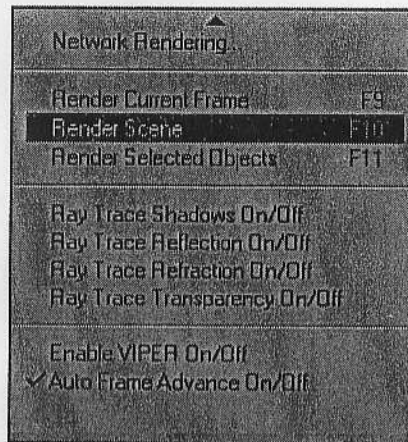 Network Rendering...
Render Current Frame F9
Render Scene F10
Render Selected Objects F11
Ray Trace Shadows On/Off
Ray Trace Reflection On/Off
Ray Trace Refraction On/Off
Ray Trace Transparency On/Off
Enable VIPER On/Off
Auto Frame Advance On/Off